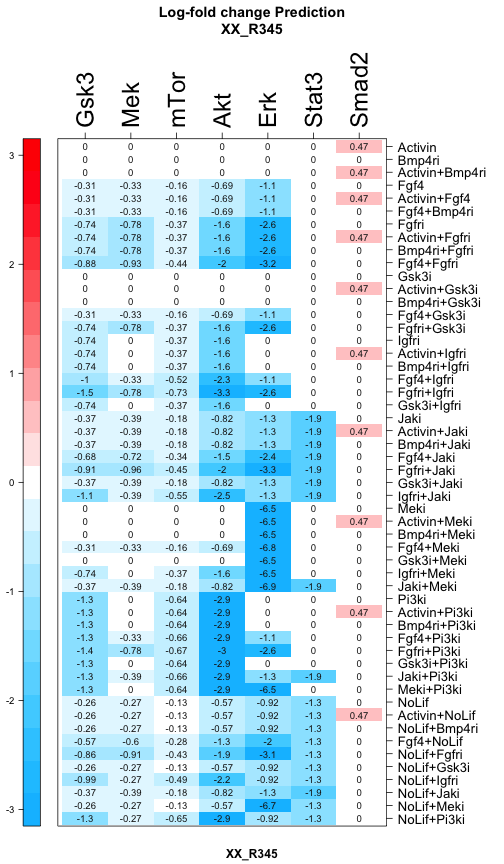 Log-fold change Prediction
XX_R345
Gsk3 Mek mTor Akt Erk Stat3 Smad2
3
2
1
0
-1
-2
-3
0 0 0 0 0 0 0.47 Activin
0 0 0 0 0 0 0 Bmp4ri
0 0 0 0 0 0 0.47 Activin+Bmp4ri
-0.31 -0.33 -0.16 -0.69 -1.1 0 0 Fgf4
-0.31 -0.33 -0.16 -0.69 -1.1 0 0.47 Activin+Fgf4
-0.31 -0.33 -0.16 -0.69 -1.1 0 0 Fgf4+Bmp4ri
-0.74 -0.78 -0.37 -1.6 -2.6 0 0 Fgfri
-0.74 -0.78 -0.37 -1.6 -2.6 0 0.47 Activin+Fgfri
-0.74 -0.78 -0.37 -1.6 -2.6 0 0 Bmp4ri+Fgfri
-0.88 -0.93 -0.44 -2 -3.2 0 0 Fgf4+Fgfri
0 0 0 0 0 0 0 Gsk3i
0 0 0 0 0 0 0.47 Activin+Gsk3i
0 0 0 0 0 0 0 Bmp4ri+Gsk3i
-0.31 -0.33 -0.16 -0.69 -1.1 0 0 Fgf4+Gsk3i
-0.74 -0.78 -0.37 -1.6 -2.6 0 0 Fgfri+Gsk3i
-0.74 0 -0.37 -1.6 0 0 0 Igfri
-0.74 0 -0.37 -1.6 0 0 0.47 Activin+Igfri
-0.74 0 -0.37 -1.6 0 0 0 Bmp4ri+Igfri
-1 -0.33 -0.52 -2.3 -1.1 0 0 Fgf4+Igfri
-1.5 -0.78 -0.73 -3.3 -2.6 0 0 Fgfri+Igfri
-0.74 0 -0.37 -1.6 0 0 0 Gsk3i+Igfri
-0.37 -0.39 -0.18 -0.82 -1.3 -1.9 0 Jaki
-0.37 -0.39 -0.18 -0.82 -1.3 -1.9 0.47 Activin+Jaki
-0.37 -0.39 -0.18 -0.82 -1.3 -1.9 0 Bmp4ri+Jaki
-0.68 -0.72 -0.34 -1.5 -2.4 -1.9 0 Fgf4+Jaki
-0.91 -0.96 -0.45 -2 -3.3 -1.9 0 Fgfri+Jaki
-0.37 -0.39 -0.18 -0.82 -1.3 -1.9 0 Gsk3i+Jaki
-1.1 -0.39 -0.55 -2.5 -1.3 -1.9 0 Igfri+Jaki
0 0 0 0 -6.5 0 0 Meki
0 0 0 0 -6.5 0 0.47 Activin+Meki
0 0 0 0 -6.5 0 0 Bmp4ri+Meki
-0.31 -0.33 -0.16 -0.69 -6.8 0 0 Fgf4+Meki
0 0 0 0 -6.5 0 0 Gsk3i+Meki
-0.74 0 -0.37 -1.6 -6.5 0 0 Igfri+Meki
-0.37 -0.39 -0.18 -0.82 -6.9 -1.9 0 Jaki+Meki
-1.3 0 -0.64 -2.9 0 0 0 Pi3ki
-1.3 0 -0.64 -2.9 0 0 0.47 Activin+Pi3ki
-1.3 0 -0.64 -2.9 0 0 0 Bmp4ri+Pi3ki
-1.3 -0.33 -0.66 -2.9 -1.1 0 0 Fgf4+Pi3ki
-1.4 -0.78 -0.67 -3 -2.6 0 0 Fgfri+Pi3ki
-1.3 0 -0.64 -2.9 0 0 0 Gsk3i+Pi3ki
-1.3 -0.39 -0.66 -2.9 -1.3 -1.9 0 Jaki+Pi3ki
-1.3 0 -0.64 -2.9 -6.5 0 0 Meki+Pi3ki
-0.26 -0.27 -0.13 -0.57 -0.92 -1.3 0 NoLif
-0.26 -0.27 -0.13 -0.57 -0.92 -1.3 0.47 Activin+NoLif
-0.26 -0.27 -0.13 -0.57 -0.92 -1.3 0 NoLif+Bmp4ri
-0.57 -0.6 -0.28 -1.3 -2 -1.3 0 Fgf4+NoLif
-0.86 -0.91 -0.43 -1.9 -3.1 -1.3 0 NoLif+Fgfri
-0.26 -0.27 -0.13 -0.57 -0.92 -1.3 0 NoLif+Gsk3i
-0.99 -0.27 -0.49 -2.2 -0.92 -1.3 0 NoLif+Igfri
-0.37 -0.39 -0.18 -0.82 -1.3 -1.9 0 NoLif+Jaki
-0.26 -0.27 -0.13 -0.57 -6.7 -1.3 0 NoLif+Meki
-1.3 -0.27 -0.65 -2.9 -0.92 -1.3 0 NoLif+Pi3ki
XX_R345